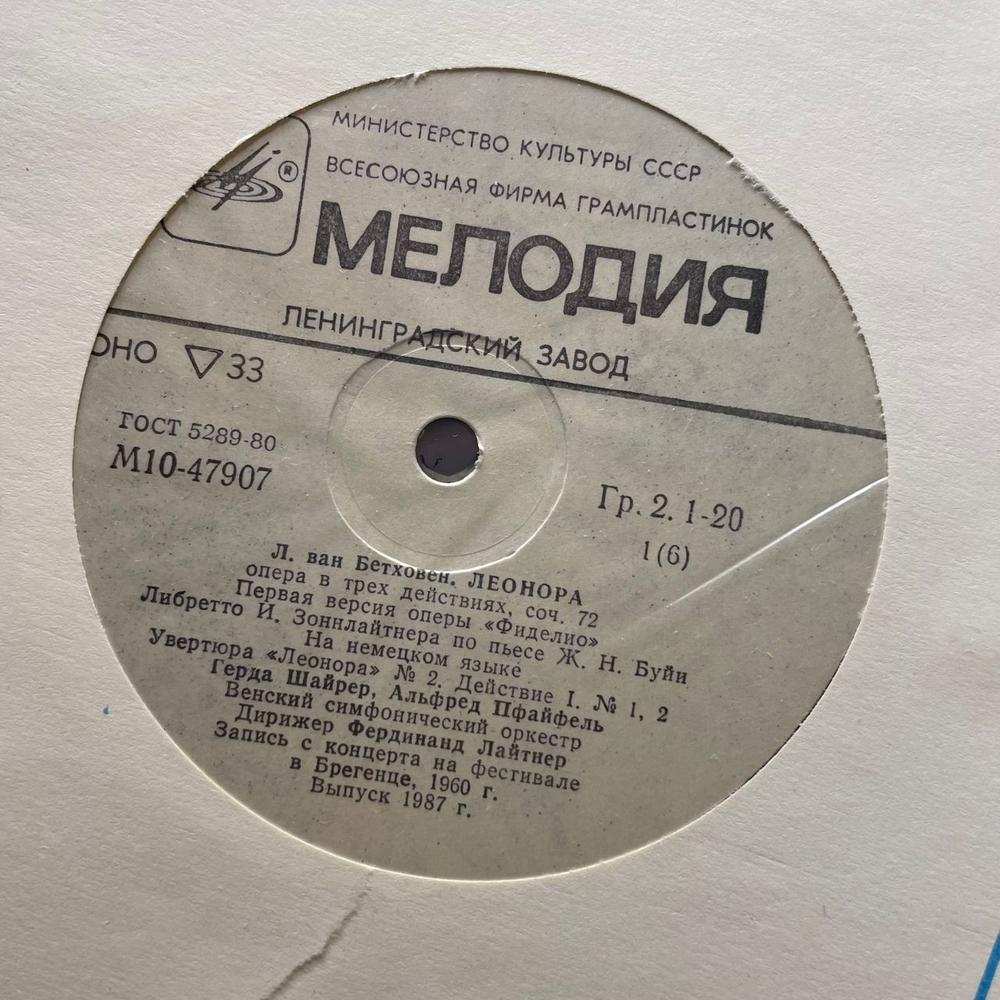 МИНИСТЕРСТВО КУЛЬТУРЫ СССР
ВСЕСОЮЗНАЯ ФИРМА ГРАМПЛАСТИНОК
®
МЕЛОДИЯ
ЛЕНИНГРАДСКИЙ ЗАВОД
ОНО ▽33
ГОСТ 5289-80
М10-47907
Гр. 2. 1-20
1(6)
Л. ван Бетховен. ЛЕОНОРА
опера в трех действиях, соч. 72
Первая версия оперы «Фиделио»
Либретто И. Зоннлайтнера по пьесе Ж. Н. Буйи
На немецком языке
Увертюра «Леонора» № 2. Действие I. № 1, 2
Герда Шайрер, Альфред Пфайфель
Венский симфонический оркестр
Дирижер Фердинанд Лайтнер
Запись с концерта на фестивале
в Брегенце, 1960 г.
Выпуск 1987 г.